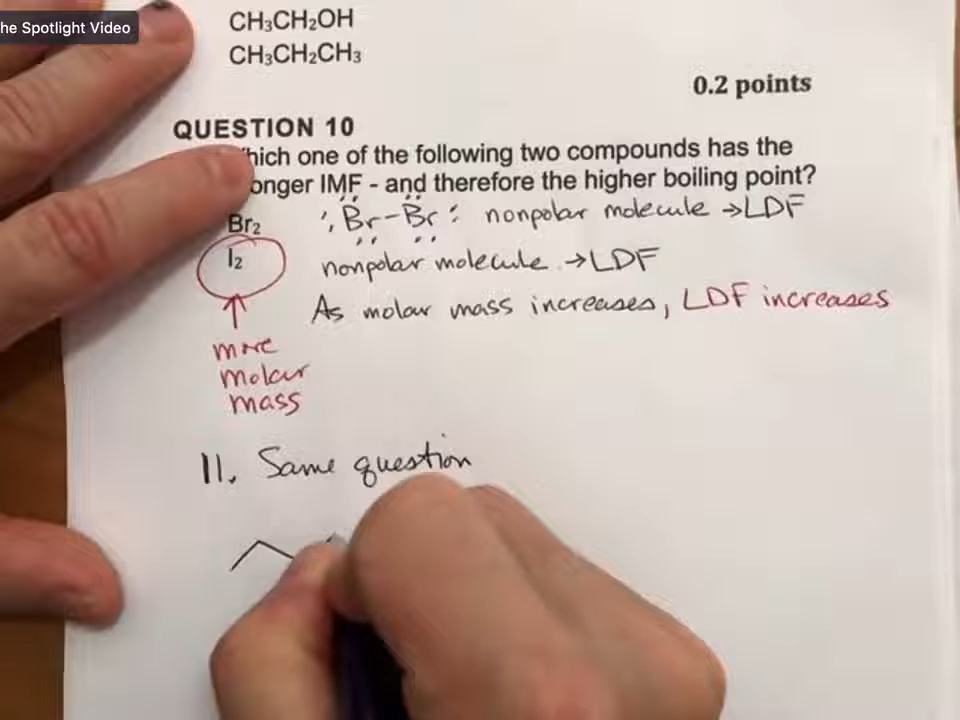 he Spotlight Video
CH₃CH₂OH
CH₃CH₂CH₃
0.2 points
QUESTION 10
hich one of the following two compounds has the
onger IMF - and therefore the higher boiling point?
Br₂ :Br-Br: nonpolar molecule →LDF
I₂ nonpolar molecule →LDF
As molar mass increases, LDF increases
↑
more
molar
mass
11. Same question